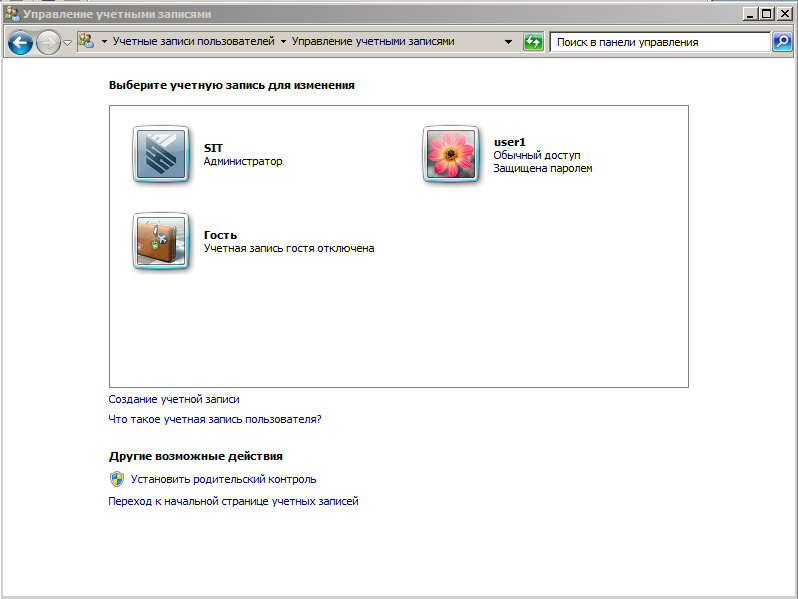 Управление учетными записями
Учетные записи пользователей Управление учетными записями
Поиск в панели управления
Выберите учетную запись для изменения
SIT
Администратор
user1
Обычный доступ
Защищена паролем
Гость
Учетная запись гостя отключена
Создание учетной записи
Что такое учетная запись пользователя?
Другие возможные действия
Установить родительский контроль
Переход к начальной странице учетных записей